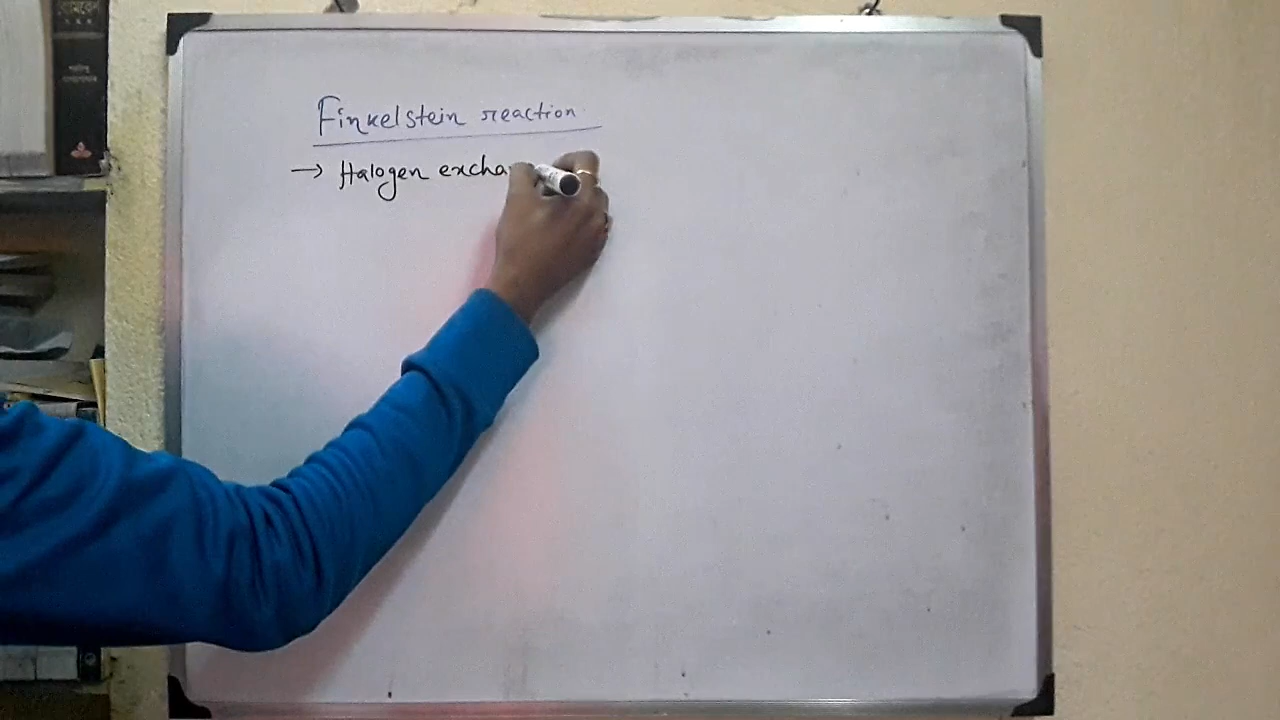 Finkelstein reaction
→ Halogen excha